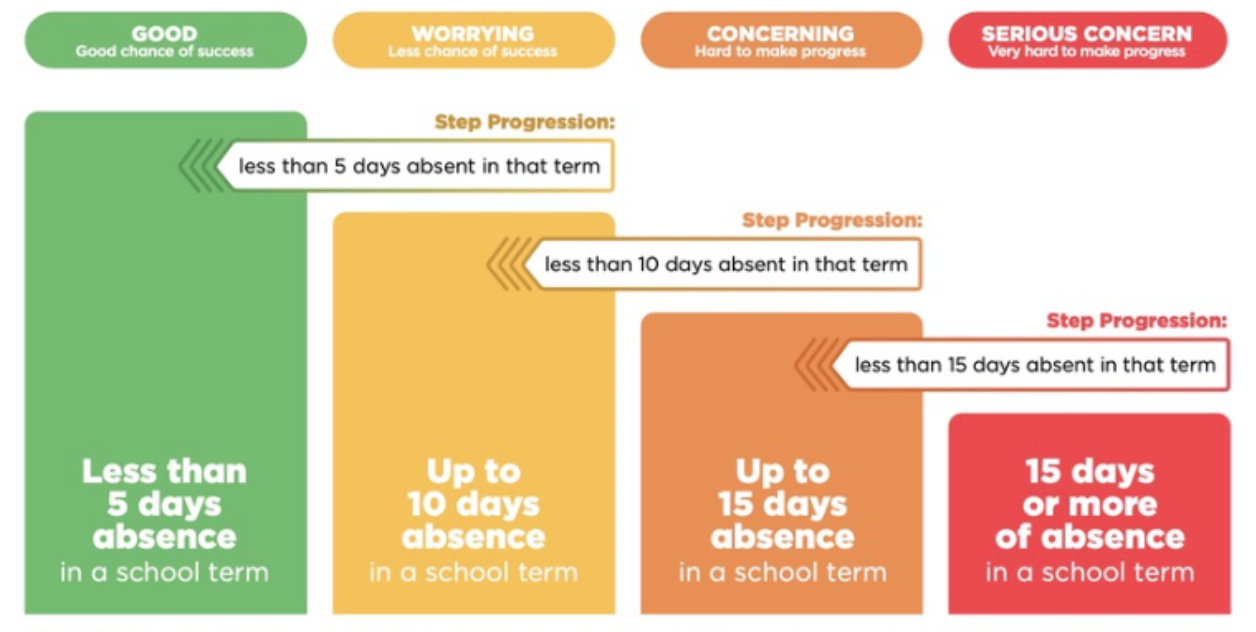 GOOD
Good chance of success
WORRYING
Less chance of success
CONCERNING
Hard to make progress
SERIOUS CONCERN
Very hard to make progress
Step Progression:
less than 5 days absent in that term
Step Progression:
less than 10 days absent in that term
Step Progression:
less than 15 days absent in that term
Less than
5 days
absence
in a school term
Up to
10 days
absence
in a school term
Up to
15 days
absence
in a school term
15 days
or more
of absence
in a school term